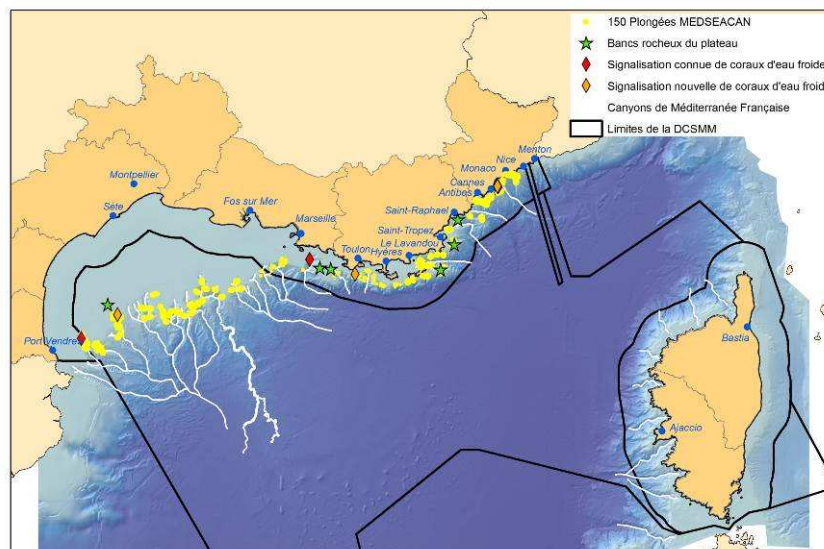 150 Plongées MEDSEACAN
Bancs rocheux du plateau
Signalisation connue de coraux d'eau froide
Signalisation nouvelle de coraux d'eau froid
Canyons de Méditerranée Française
Limites de la DCSMM
Menton
Nice
Monaco
Cannes
Antibes
Montpellier
Fos sur Mer
Saint-Raphael
Sète
Marseille
Saint-Tropez
Le Lavandou
Toulon
Hyères
Port Vendre
Bastia
Ajaccio